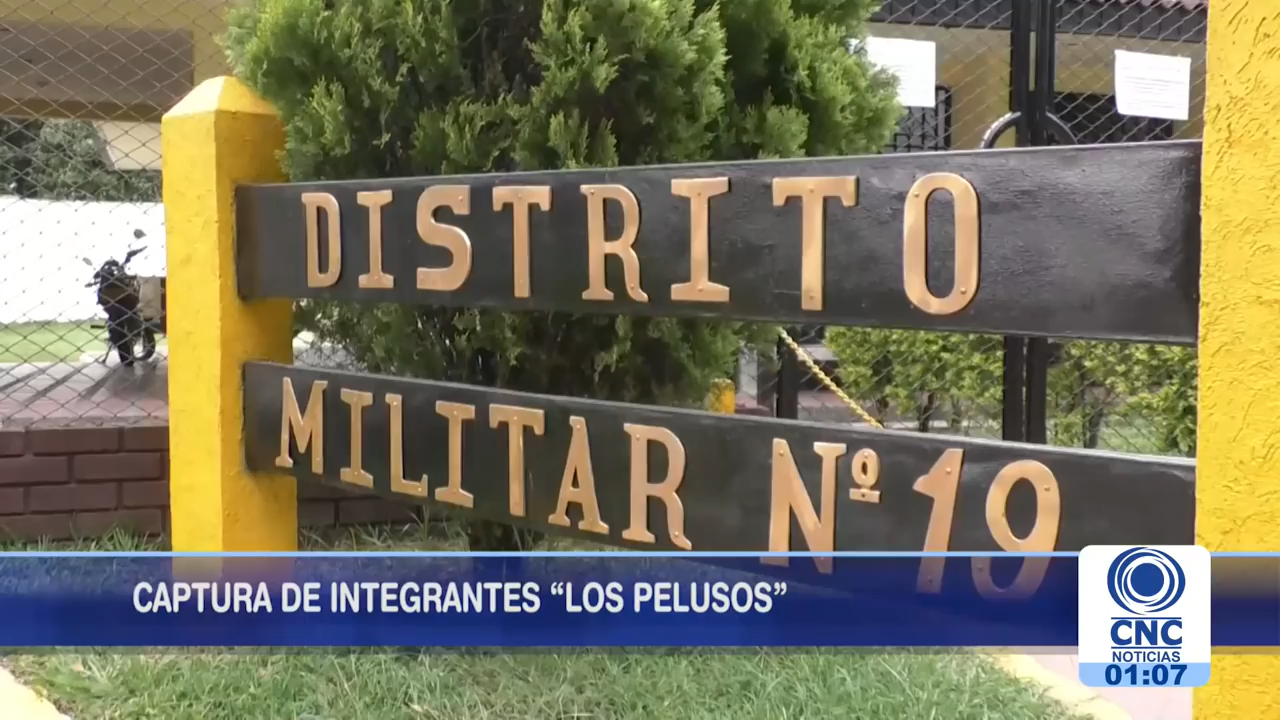 DISTRITO
MILITAR Nº 19
CAPTURA DE INTEGRANTES “LOS PELUSOS”
CNC
NOTICIAS
01:07